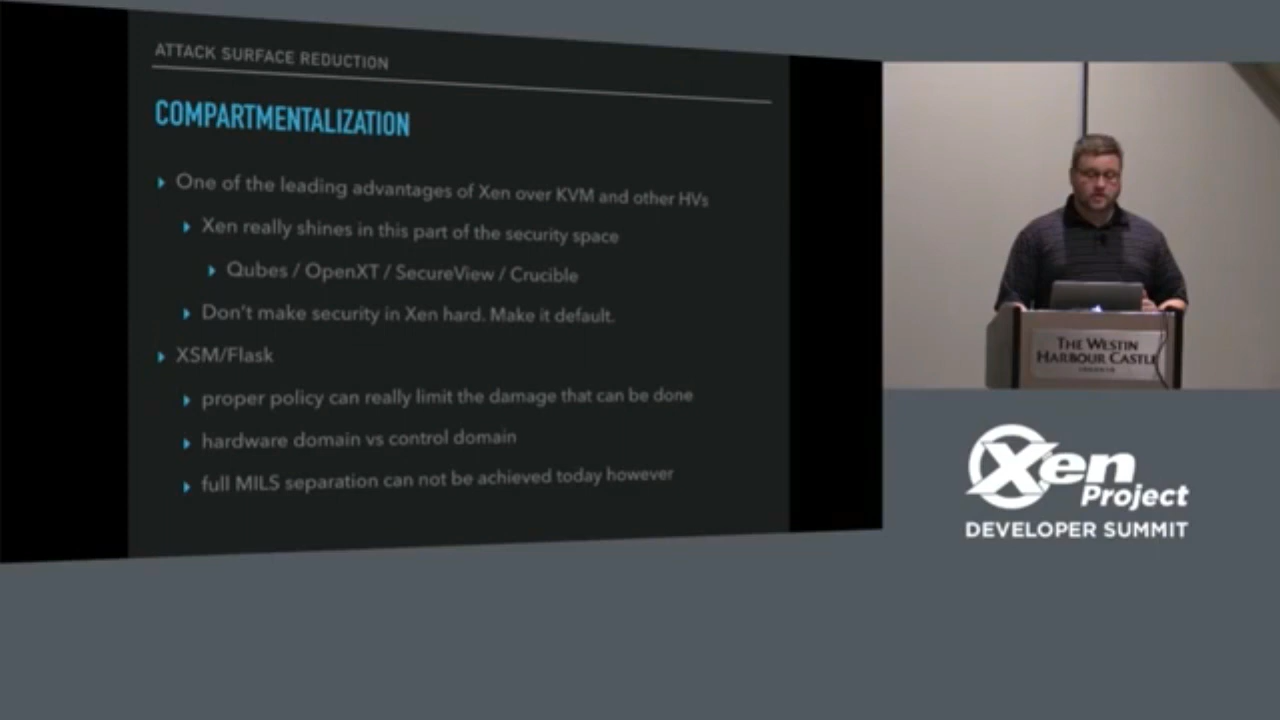 ATTACK SURFACE REDUCTION
COMPARTMENTALIZATION
One of the leading advantages of Xen over KVM and other HVs
Xen really shines in this part of the security space
Qubes / OpenXT / SecureView / Crucible
Don't make security in Xen hard. Make it default.
XSM/Flask
proper policy can really limit the damage that can be done
hardware domain vs control domain
full MILS separation can not be achieved today however
THE WESTIN
HARBOUR CASTLE
Xen
Project
DEVELOPER SUMMIT